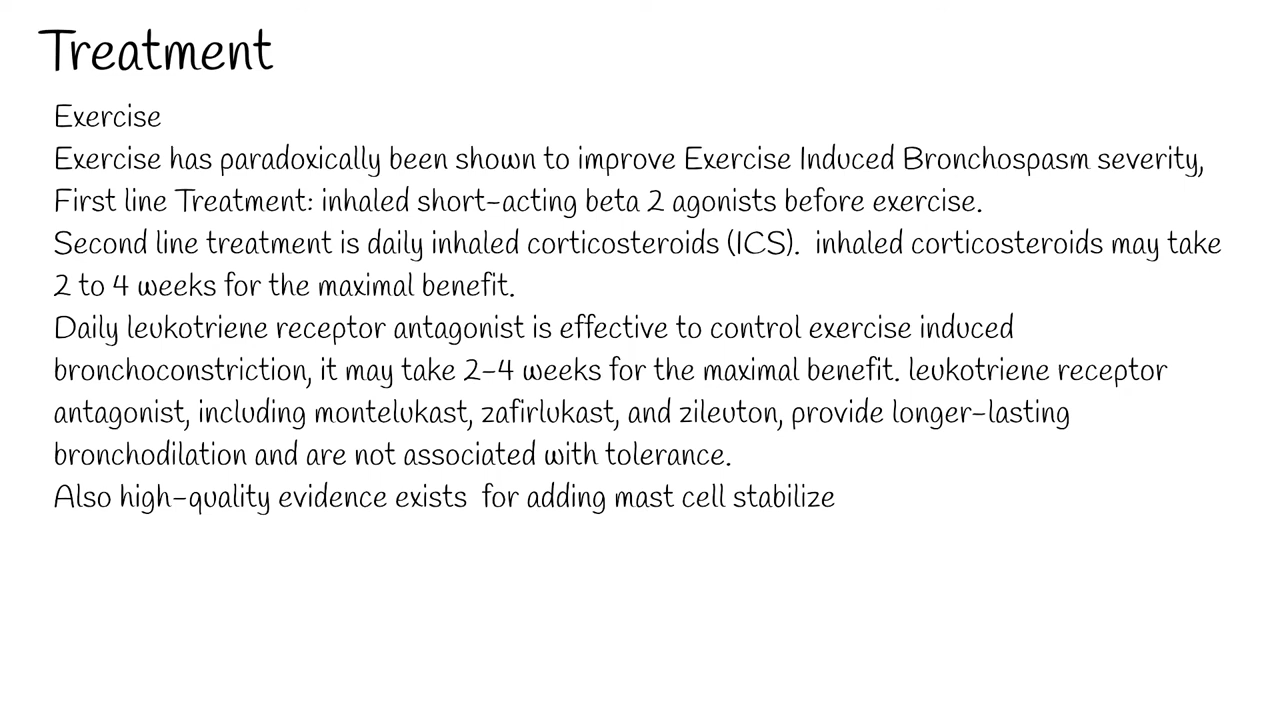 Treatment
Exercise
Exercise has paradoxically been shown to improve Exercise Induced Bronchospasm severity,
First line Treatment: inhaled short-acting beta 2 agonists before exercise.
Second line treatment is daily inhaled corticosteroids (ICS).  inhaled corticosteroids may take
2 to 4 weeks for the maximal benefit.
Daily leukotriene receptor antagonist is effective to control exercise induced
bronchoconstriction, it may take 2-4 weeks for the maximal benefit. leukotriene receptor
antagonist, including montelukast, zafirlukast, and zileuton, provide longer-lasting
bronchodilation and are not associated with tolerance.
Also high-quality evidence exists  for adding mast cell stabilize